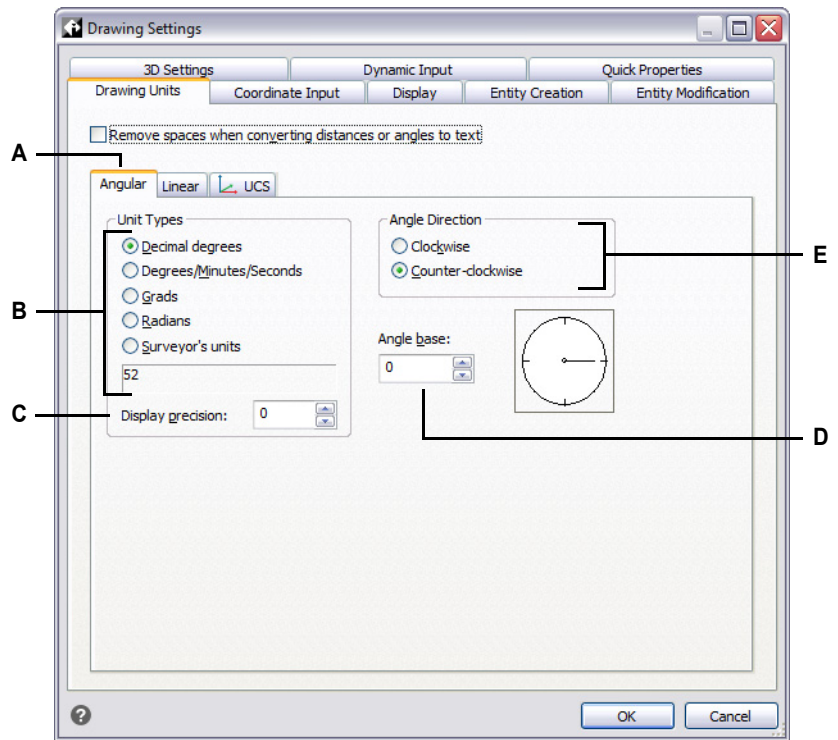 Drawing Settings
3D Settings Dynamic Input Quick Properties
Drawing Units Coordinate Input Display Entity Creation Entity Modification
Remove spaces when converting distances or angles to text
A
Angular Linear UCS
Unit Types Angle Direction
Decimal degrees Clockwise
E
Degrees/Minutes/Seconds Counter-clockwise
Grads
B
Radians
Surveyor's units Angle base:
52 0
C Display precision: 0
D
? OK Cancel